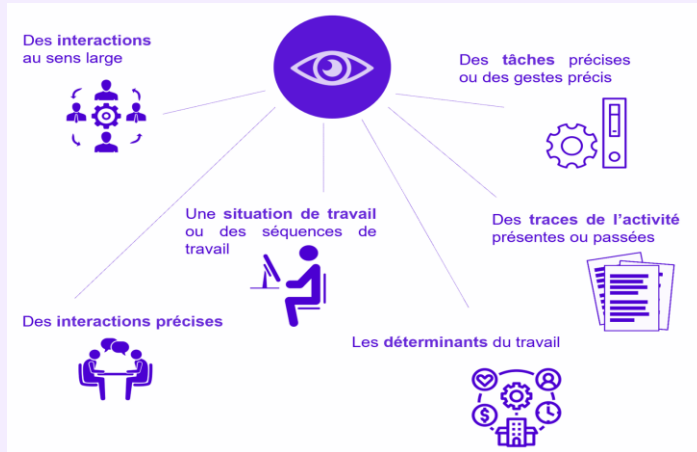 Des interactions
au sens large
Des tâches précises
ou des gestes précis
Une situation de travail
ou des séquences de
travail
Des traces de l'activité
présentes ou passées
Des interactions précises
Les déterminants du travail
$